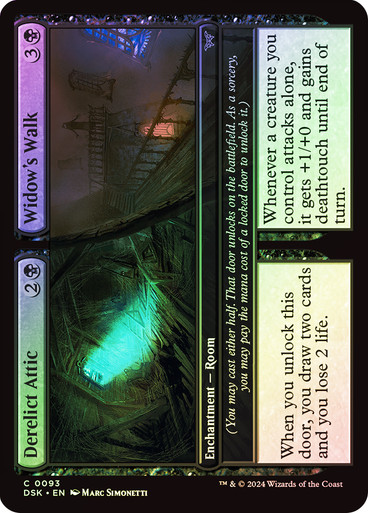 Derelict Attic 2
Enchantment — Room
When you unlock this
door, you draw two cards
and you lose 2 life.
Widow's Walk 3
(You may cast either half. That door unlocks on the battlefield. As a sorcery,
you may pay the mana cost of a locked door to unlock it.)
Whenever a creature you
control attacks alone,
it gets +1/+0 and gains
deathtouch until end of
turn.
C 0093
DSK • EN Marc Simonetti
™ & © 2024 Wizards of the Coast